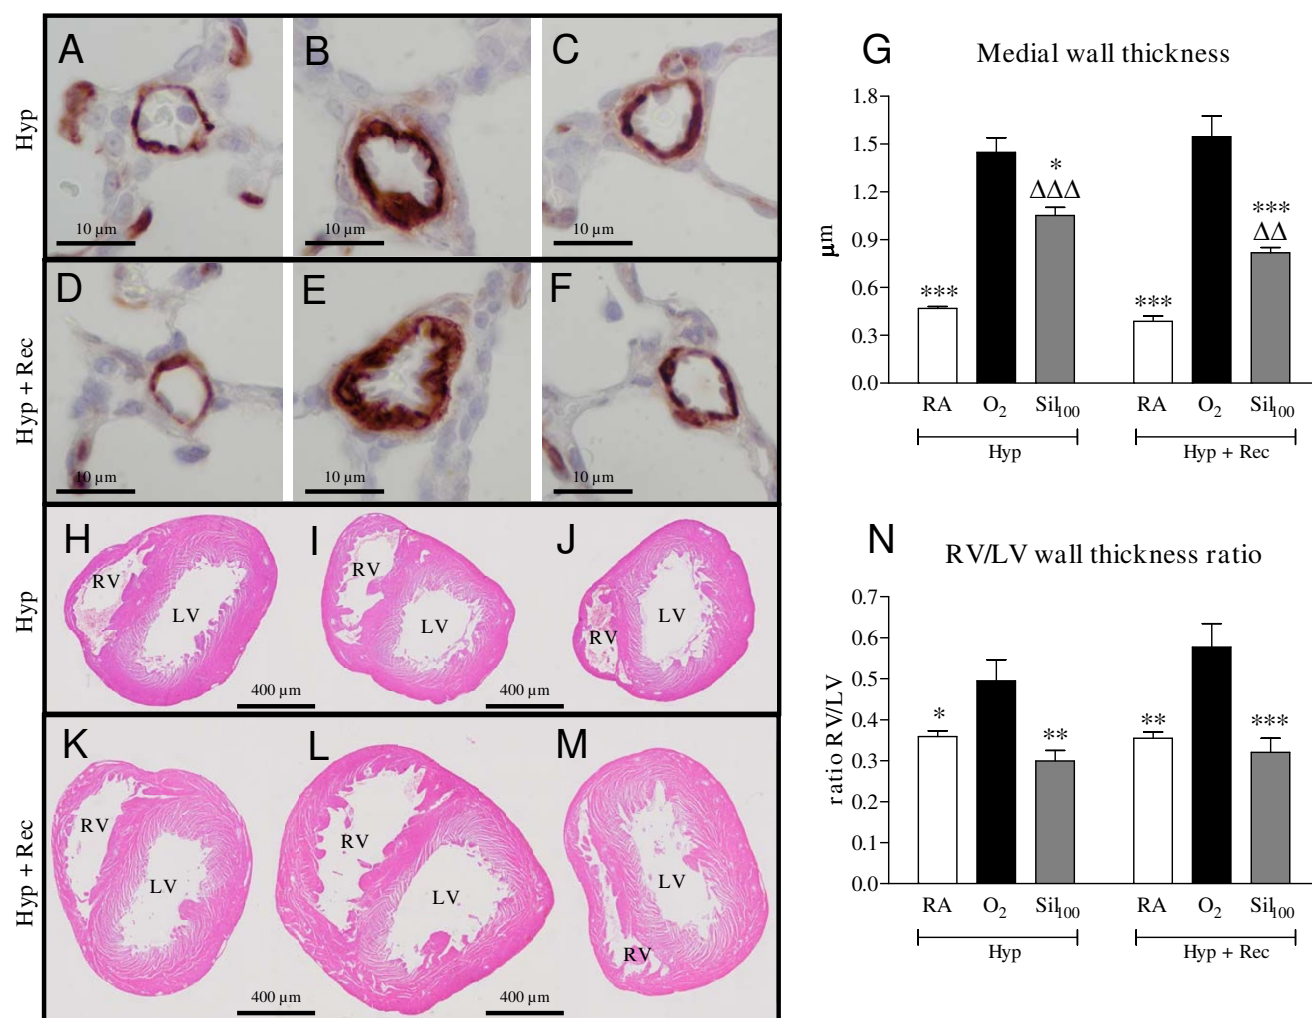 A
B
C
Hyp
10 µm
10 µm
10 µm
D
E
F
Hyp + Rec
10 µm
10 µm
10 µm
H
I
J
Hyp
RV
LV
RV
LV
RV
LV
400 µm
400 µm
K
L
M
Hyp + Rec
RV
LV
RV
LV
RV
LV
400 µm
400 µm
G
Medial wall thickness
µm
1.8
1.5
1.2
0.9
0.6
0.3
0.0
***
*
ΔΔΔ
***
***
ΔΔ
RA O2 Sil100 RA O2 Sil100
Hyp Hyp + Rec
N
RV/LV wall thickness ratio
ratio RV/LV
0.7
0.6
0.5
0.4
0.3
0.2
0.1
0.0
*
**
**
***
RA O2 Sil100 RA O2 Sil100
Hyp Hyp + Rec